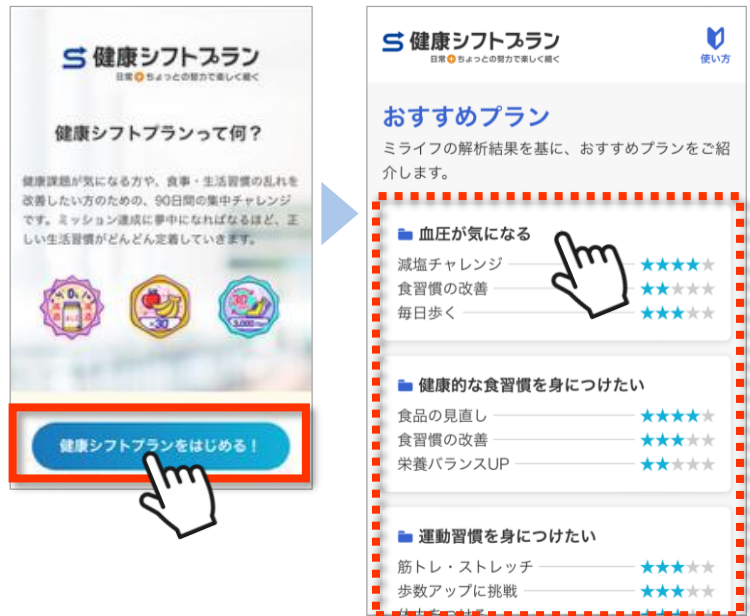 健康シフトプラン
日常+ちょっとの努力で楽しく続く
健康シフトプランって何？
健康課題が気になる方や、食事・生活習慣の乱れを
改善したい方のための、90日間の集中チャレンジ
です。ミッション達成に夢中になればなるほど、正
しい生活習慣がどんどん定着していきます。
×30
30
3,000
健康シフトプランをはじめる！
健康シフトプラン
日常+ちょっとの努力で楽しく続く
使い方
おすすめプラン
ミライフの解析結果を基に、おすすめプランをご紹
介します。
血圧が気になる
減塩チャレンジ ★★★★★
食習慣の改善 ★★★★★
毎日歩く ★★★★★
健康的な食習慣を身につけたい
食品の見直し ★★★★★
食習慣の改善 ★★★★★
栄養バランスUP ★★★★★
運動習慣を身につけたい
筋トレ・ストレッチ ★★★★★
歩数アップに挑戦 ★★★★★